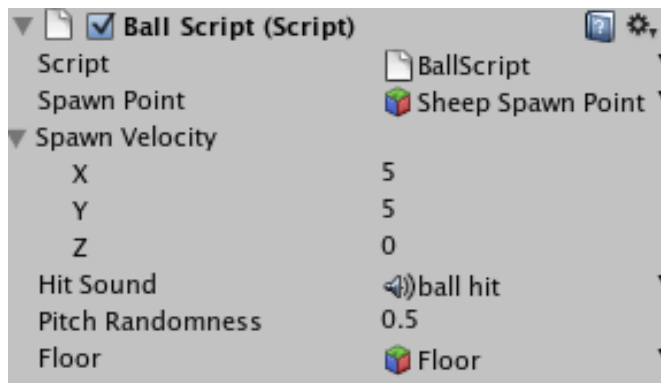 Ball Script (Script)
Script BallScript
Spawn Point Sheep Spawn Point
Spawn Velocity
X 5
Y 5
Z 0
Hit Sound ball hit
Pitch Randomness 0.5
Floor Floor